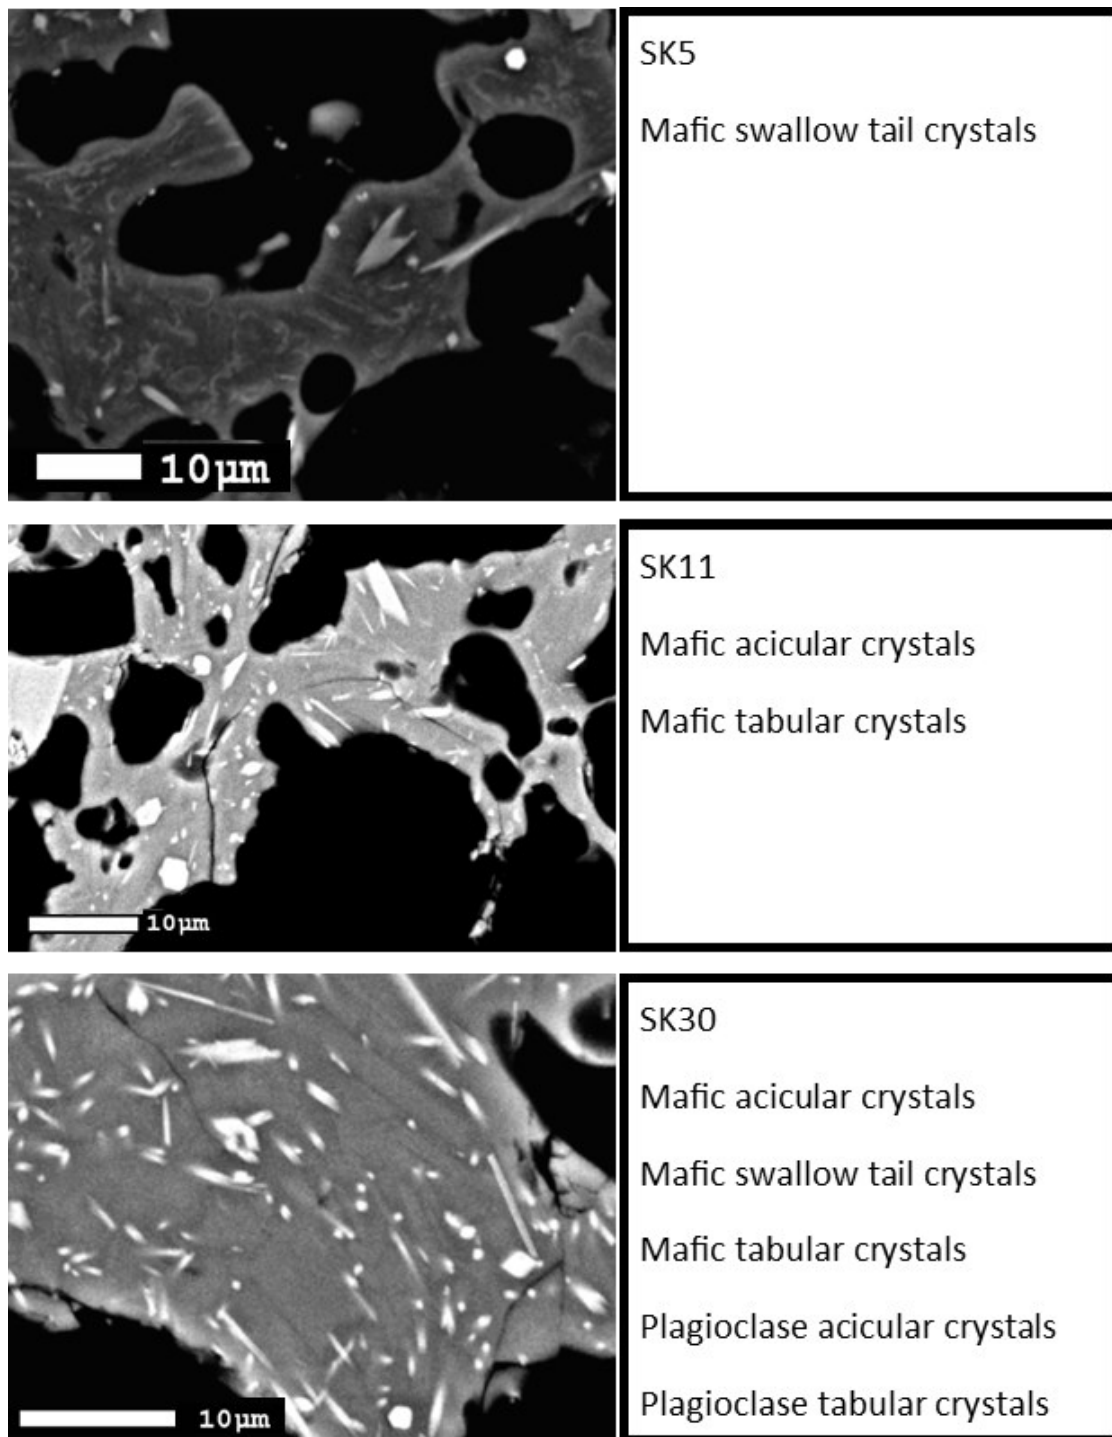 SK5
Mafic swallow tail crystals
10µm
SK11
Mafic acicular crystals
Mafic tabular crystals
10µm
SK30
Mafic acicular crystals
Mafic swallow tail crystals
Mafic tabular crystals
Plagioclase acicular crystals
Plagioclase tabular crystals
10µm